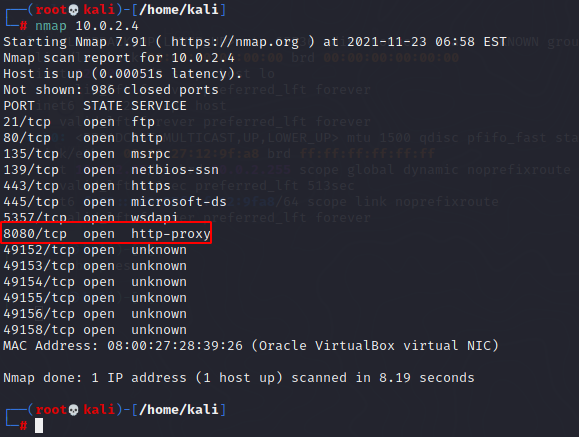 ┌──(root💀kali)-[/home/kali]
└─# nmap 10.0.2.4
Starting Nmap 7.91 ( https://nmap.org ) at 2021-11-23 06:58 EST
Nmap scan report for 10.0.2.4
Host is up (0.00051s latency).
Not shown: 986 closed ports
PORT      STATE SERVICE
21/tcp    open  ftp
80/tcp    open  http
135/tcp   open  msrpc
139/tcp   open  netbios-ssn
443/tcp   open  https
445/tcp   open  microsoft-ds
5357/tcp  open  wsdapi
8080/tcp  open  http-proxy
49152/tcp open  unknown
49153/tcp open  unknown
49154/tcp open  unknown
49155/tcp open  unknown
49156/tcp open  unknown
49158/tcp open  unknown
MAC Address: 08:00:27:28:39:26 (Oracle VirtualBox virtual NIC)
Nmap done: 1 IP address (1 host up) scanned in 8.19 seconds
┌──(root💀kali)-[/home/kali]
└─#